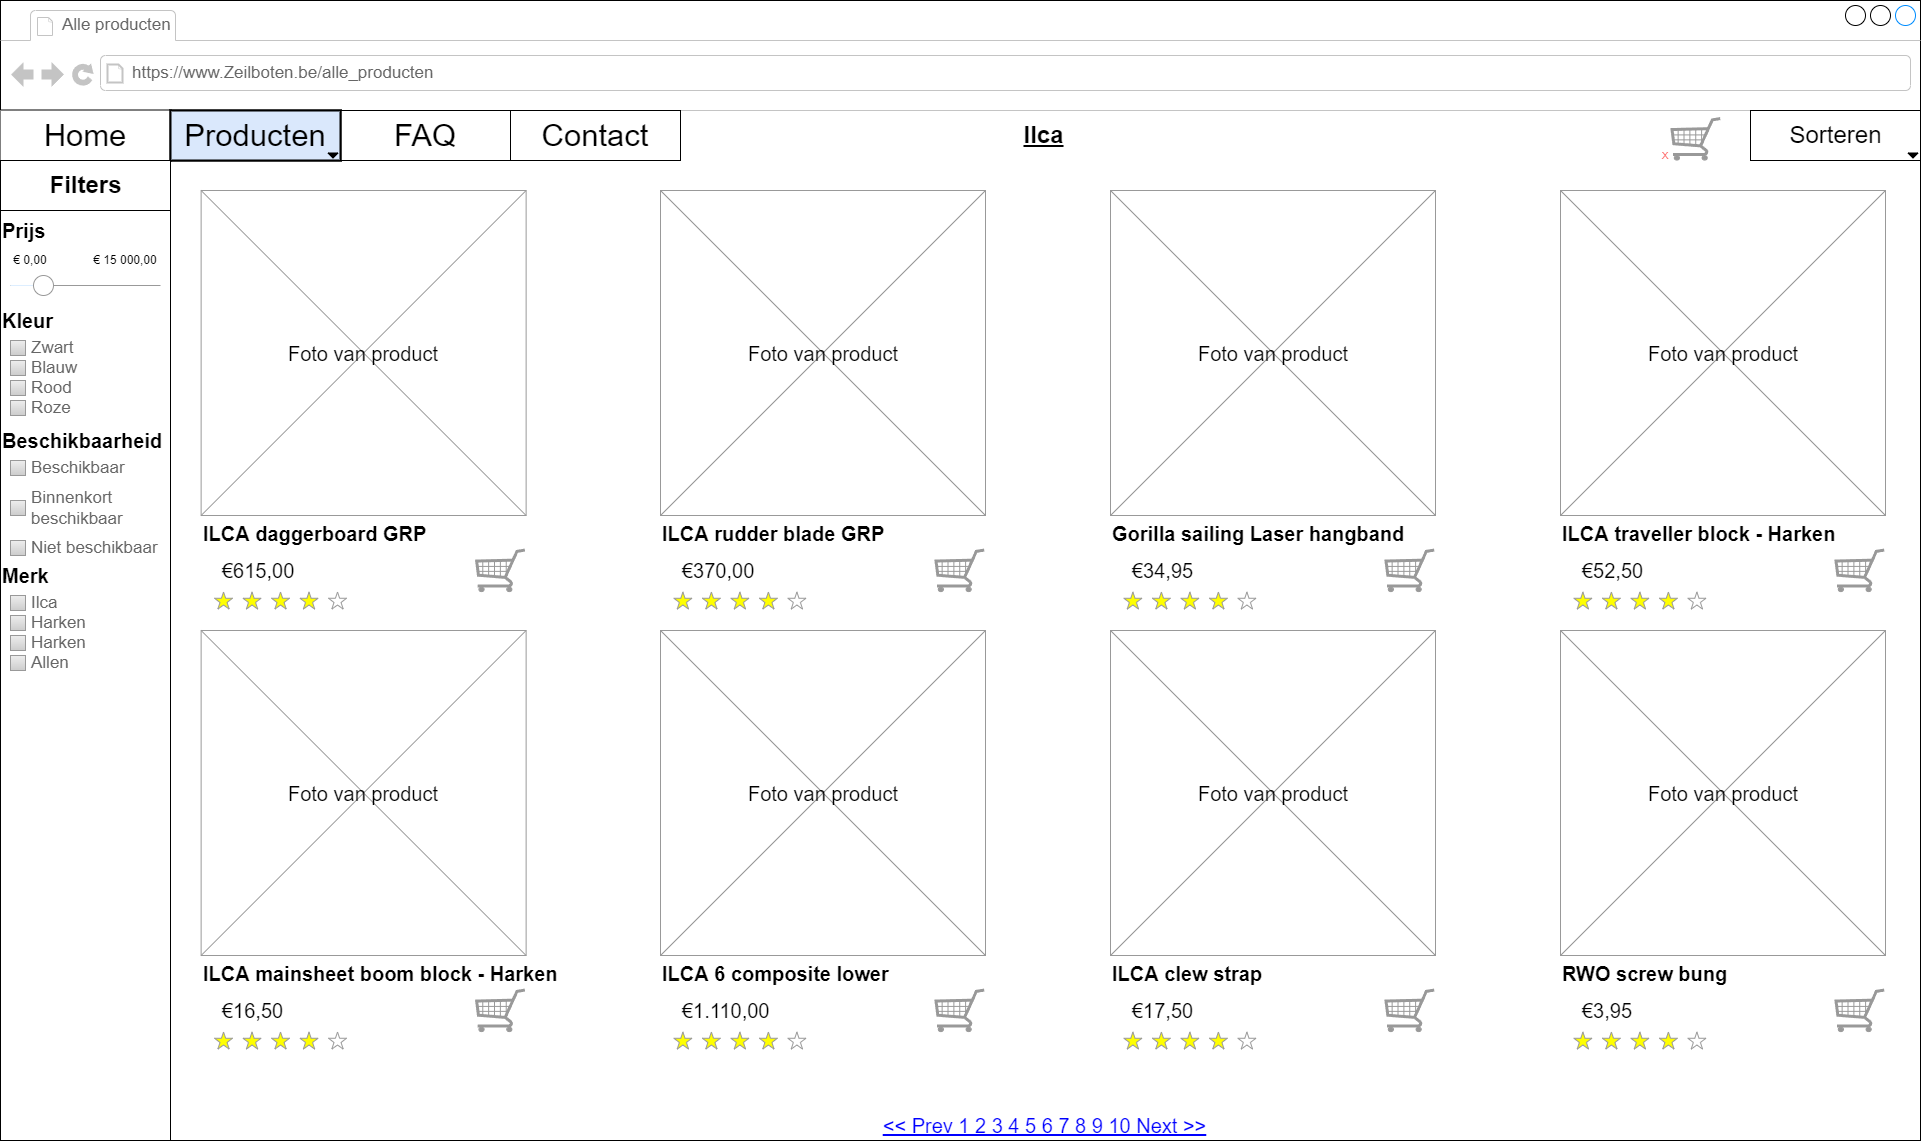 Alle producten
https://www.Zeilboten.be/alle_producten
Home
Producten
FAQ
Contact
Ilca
x
Sorteren
Filters
Prijs
€ 0,00
€ 15 000,00
Kleur
Zwart
Blauw
Rood
Roze
Beschikbaarheid
Beschikbaar
Binnenkort
beschikbaar
Niet beschikbaar
Merk
Ilca
Harken
Harken
Allen
Foto van product
ILCA daggerboard GRP
€615,00
Foto van product
ILCA rudder blade GRP
€370,00
Foto van product
Gorilla sailing Laser hangband
€34,95
Foto van product
ILCA traveller block - Harken
€52,50
Foto van product
ILCA mainsheet boom block - Harken
€16,50
Foto van product
ILCA 6 composite lower
€1.110,00
Foto van product
ILCA clew strap
€17,50
Foto van product
RWO screw bung
€3,95
<< Prev 1 2 3 4 5 6 7 8 9 10 Next >>